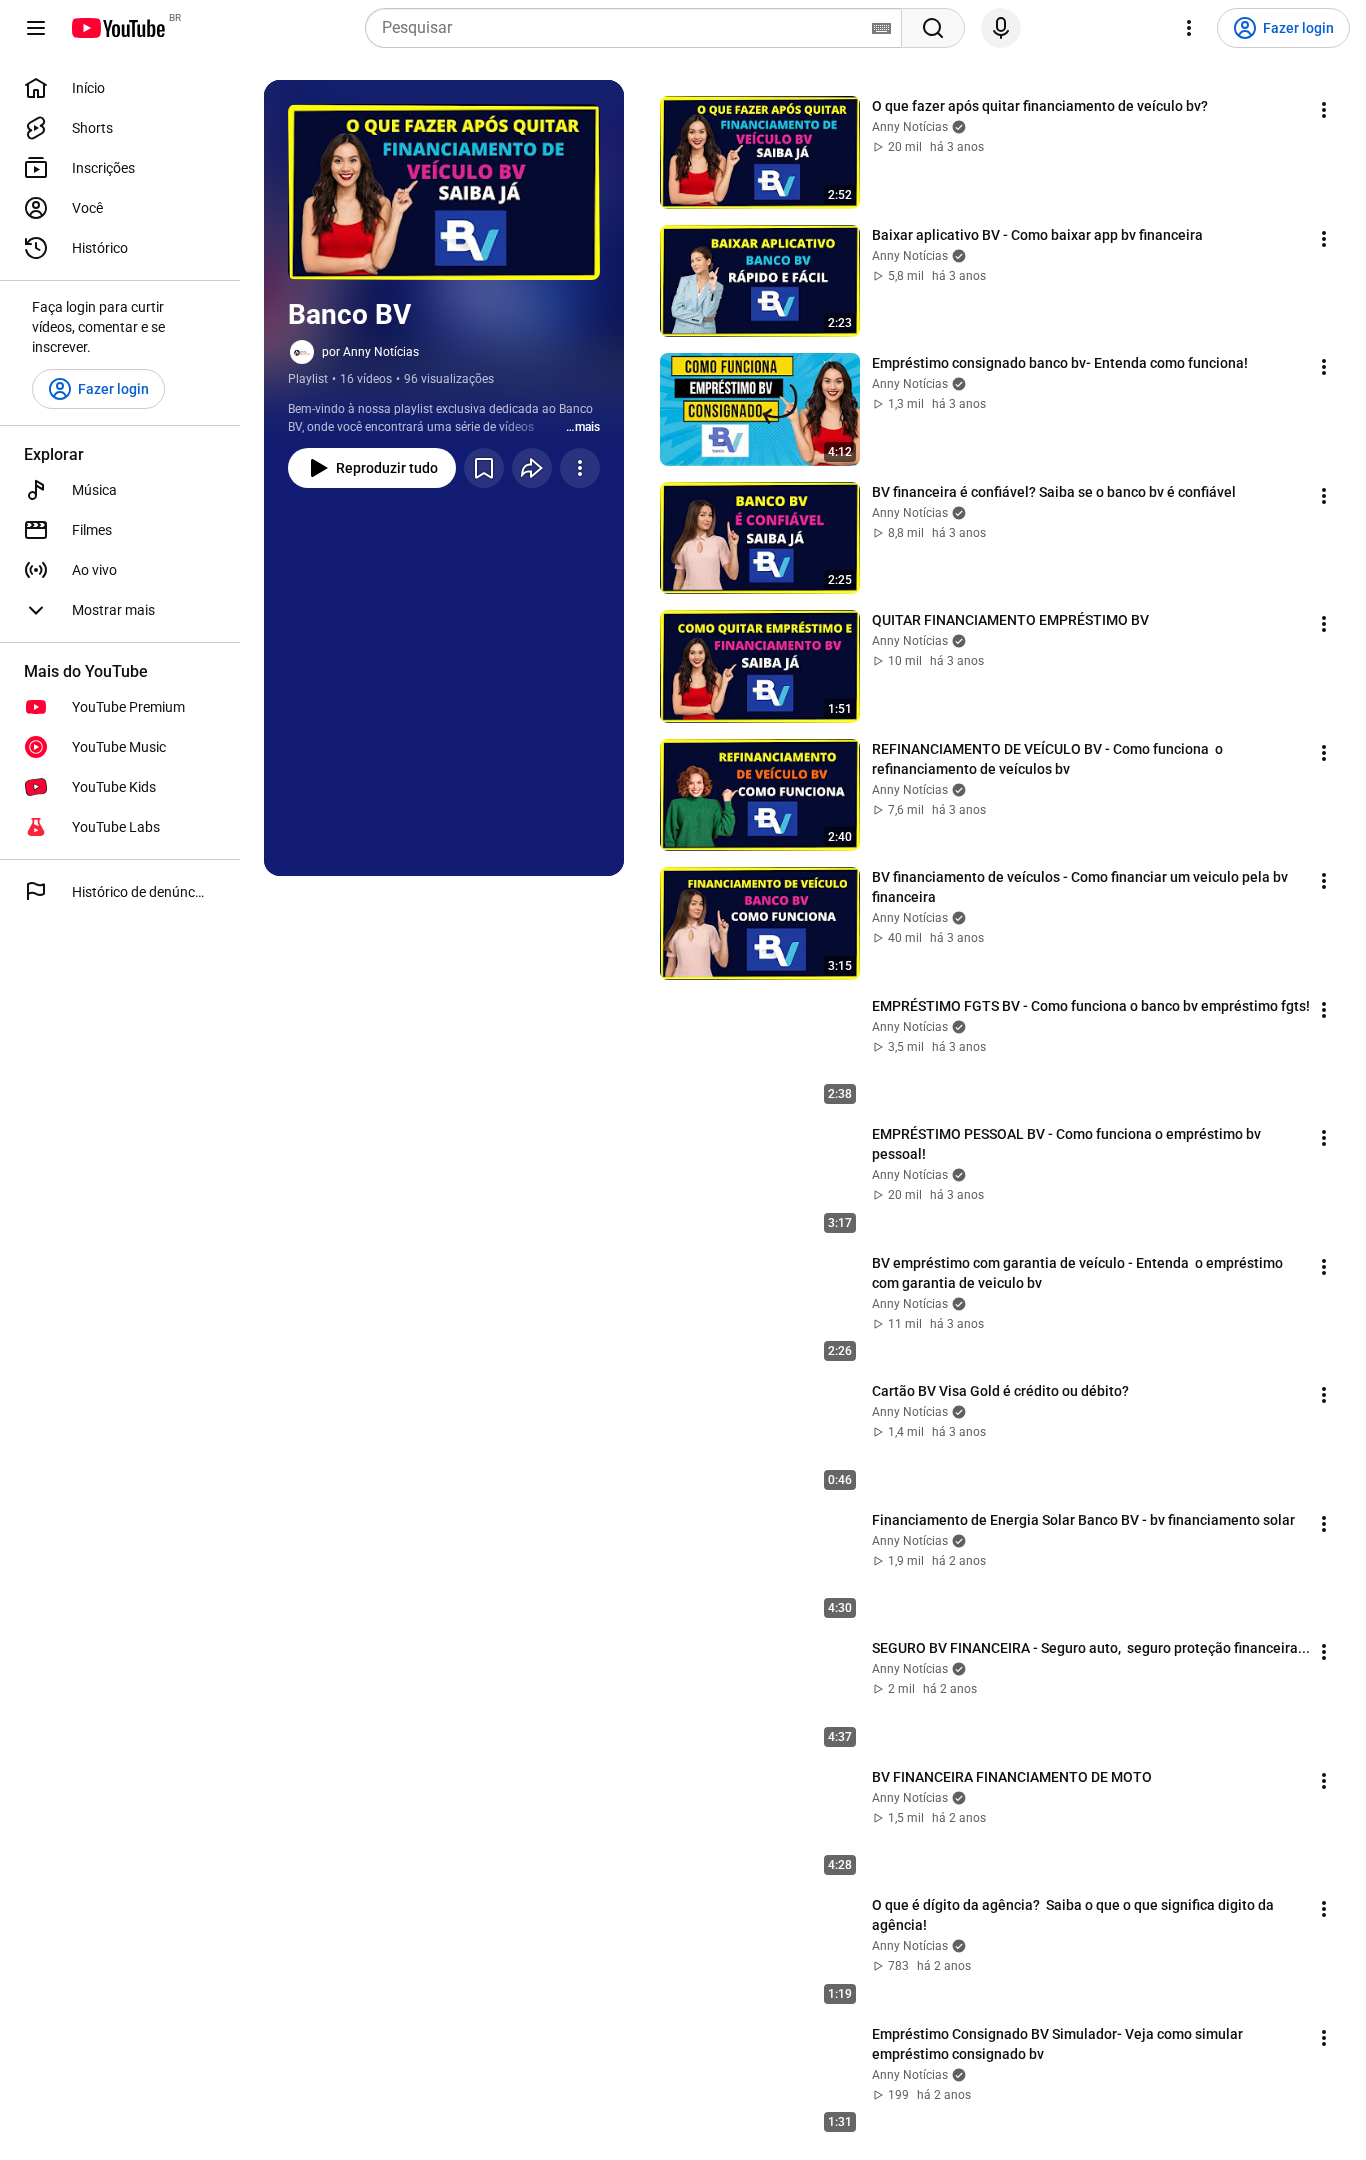 YouTube BR
Pesquisar
Fazer login
Início
Shorts
Inscrições
Você
Histórico
Faça login para curtir
vídeos, comentar e se
inscrever.
Fazer login
Explorar
Música
Filmes
Ao vivo
Mostrar mais
Mais do YouTube
YouTube Premium
YouTube Music
YouTube Kids
YouTube Labs
Histórico de denúnc...
O QUE FAZER APÓS QUITAR
FINANCIAMENTO DE
VEÍCULO BV
SAIBA JÁ
BV
Banco BV
por Anny Notícias
Playlist • 16 vídeos • 96 visualizações
Bem-vindo à nossa playlist exclusiva dedicada ao Banco
BV, onde você encontrará uma série de vídeos ...mais
Reproduzir tudo
O QUE FAZER APÓS QUITAR
FINANCIAMENTO DE
VEÍCULO BV
SAIBA JÁ
BV
2:52
O que fazer após quitar financiamento de veículo bv?
Anny Notícias
20 mil há 3 anos
BAIXAR APLICATIVO
BANCO BV
RÁPIDO E FÁCIL
BV
2:23
Baixar aplicativo BV - Como baixar app bv financeira
Anny Notícias
5,8 mil há 3 anos
COMO FUNCIONA
EMPRÉSTIMO BV
CONSIGNADO
BV
4:12
Empréstimo consignado banco bv- Entenda como funciona!
Anny Notícias
1,3 mil há 3 anos
BANCO BV
É CONFIÁVEL
SAIBA JÁ
BV
2:25
BV financeira é confiável? Saiba se o banco bv é confiável
Anny Notícias
8,8 mil há 3 anos
COMO QUITAR EMPRÉSTIMO E
FINANCIAMENTO BV
SAIBA JÁ
BV
1:51
QUITAR FINANCIAMENTO EMPRÉSTIMO BV
Anny Notícias
10 mil há 3 anos
REFINANCIAMENTO
DE VEÍCULO BV
COMO FUNCIONA
BV
2:40
REFINANCIAMENTO DE VEÍCULO BV - Como funciona  o
refinanciamento de veículos bv
Anny Notícias
7,6 mil há 3 anos
FINANCIAMENTO DE VEÍCULO
BANCO BV
COMO FUNCIONA
BV
3:15
BV financiamento de veículos - Como financiar um veiculo pela bv
financeira
Anny Notícias
40 mil há 3 anos
EMPRÉSTIMO FGTS BV - Como funciona o banco bv empréstimo fgts!
Anny Notícias
3,5 mil há 3 anos
2:38
EMPRÉSTIMO PESSOAL BV - Como funciona o empréstimo bv
pessoal!
Anny Notícias
20 mil há 3 anos
3:17
BV empréstimo com garantia de veículo - Entenda  o empréstimo
com garantia de veiculo bv
Anny Notícias
11 mil há 3 anos
2:26
Cartão BV Visa Gold é crédito ou débito?
Anny Notícias
1,4 mil há 3 anos
0:46
Financiamento de Energia Solar Banco BV - bv financiamento solar
Anny Notícias
1,9 mil há 2 anos
4:30
SEGURO BV FINANCEIRA - Seguro auto,  seguro proteção financeira...
Anny Notícias
2 mil há 2 anos
4:37
BV FINANCEIRA FINANCIAMENTO DE MOTO
Anny Notícias
1,5 mil há 2 anos
4:28
O que é dígito da agência?  Saiba o que o que significa digito da
agência!
Anny Notícias
783 há 2 anos
1:19
Empréstimo Consignado BV Simulador- Veja como simular
empréstimo consignado bv
Anny Notícias
199 há 2 anos
1:31